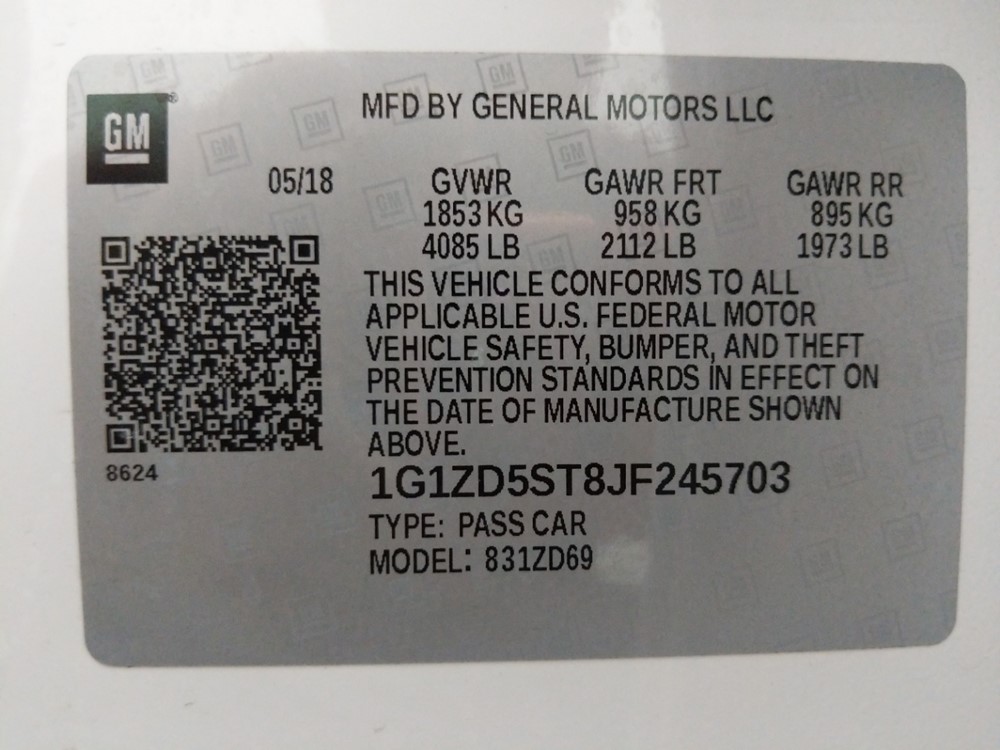 GM
MFD BY GENERAL MOTORS LLC
05/18 GVWR GAWR FRT GAWR RR
1853 KG 958 KG 895 KG
4085 LB 2112 LB 1973 LB
THIS VEHICLE CONFORMS TO ALL
APPLICABLE U.S. FEDERAL MOTOR
VEHICLE SAFETY, BUMPER, AND THEFT
PREVENTION STANDARDS IN EFFECT ON
THE DATE OF MANUFACTURE SHOWN
ABOVE.
8624
1G1ZD5ST8JF245703
TYPE: PASS CAR
MODEL: 831ZD69